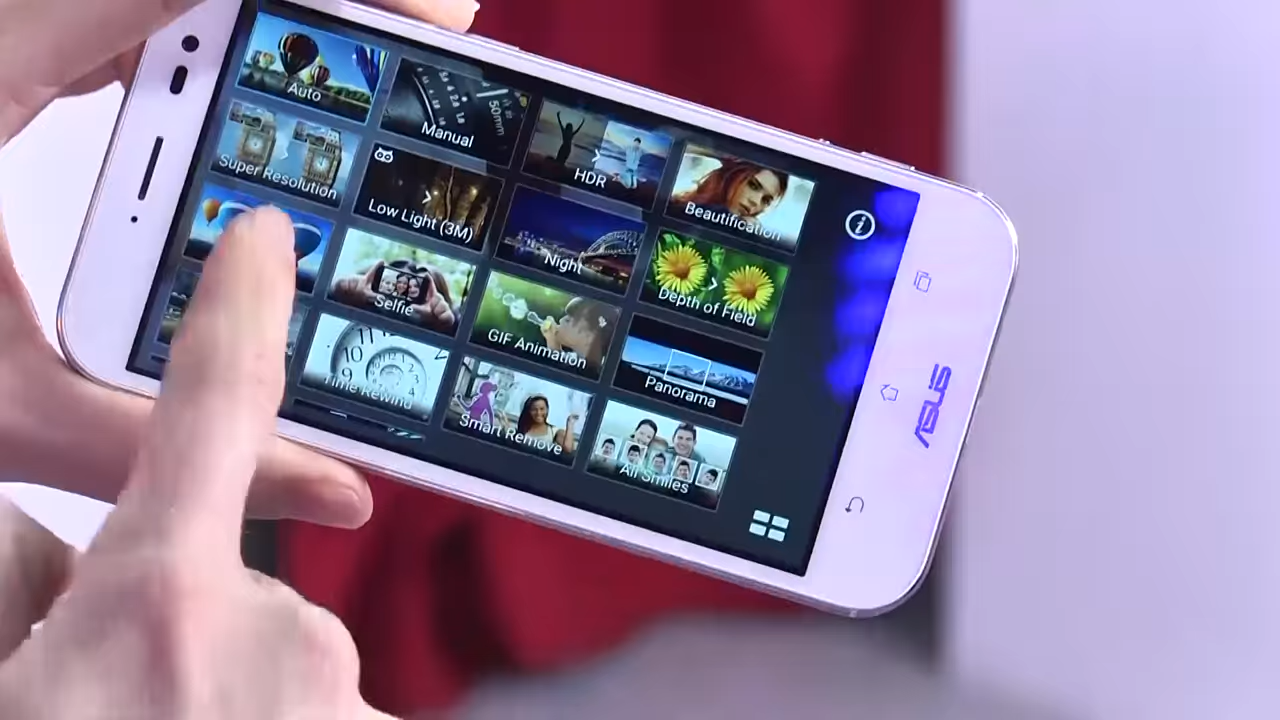 Auto
Manual
HDR
Beautification
Super Resolution
Low Light (3M)
Night
Depth of Field
Selfie
GIF Animation
Panorama
Time Rewind
Smart Remove
All Smiles
50mm
ASUS